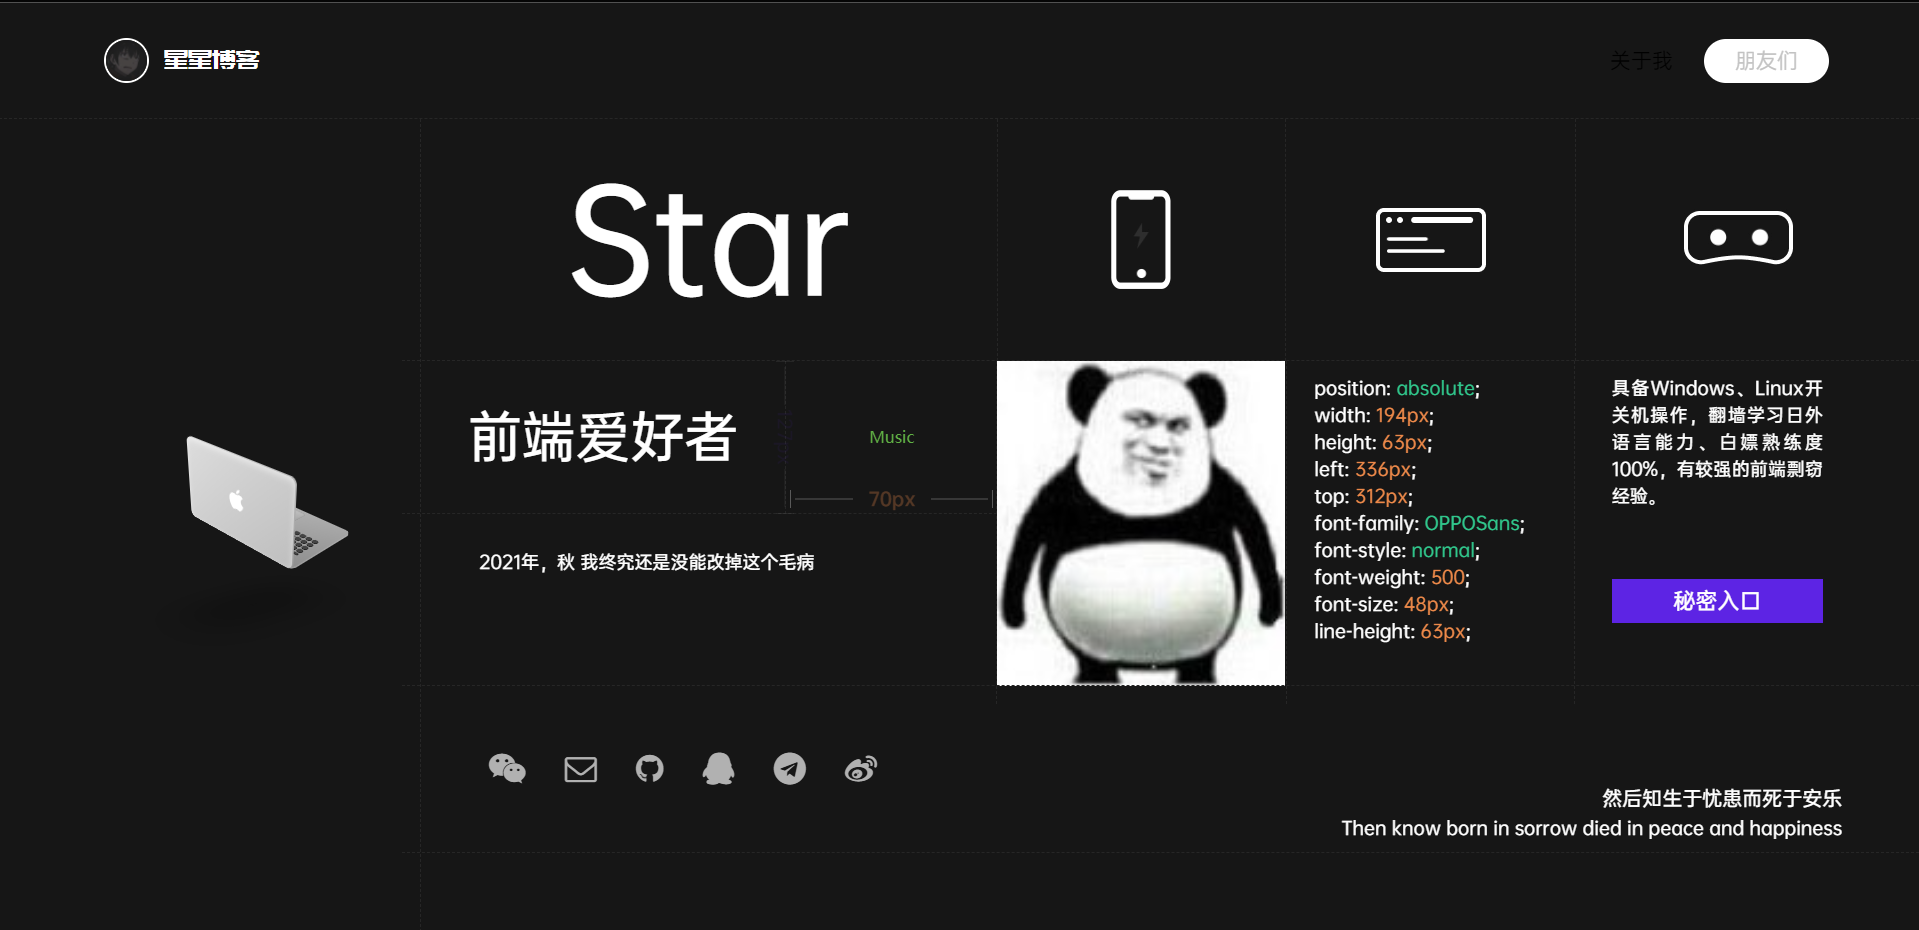 星星博客
关于我
朋友们
Star
前端爱好者
Music
70px
2021年，秋 我终究还是没能改掉这个毛病
position: absolute;
width: 194px;
height: 63px;
left: 336px;
top: 312px;
font-family: OPPOSans;
font-style: normal;
font-weight: 500;
font-size: 48px;
line-height: 63px;
具备Windows、Linux开
关机操作，翻墙学习日外
语言能力、白嫖熟练度
100%，有较强的前端剽窃
经验。
秘密入口
然后知生于忧患而死于安乐
Then know born in sorrow died in peace and happiness